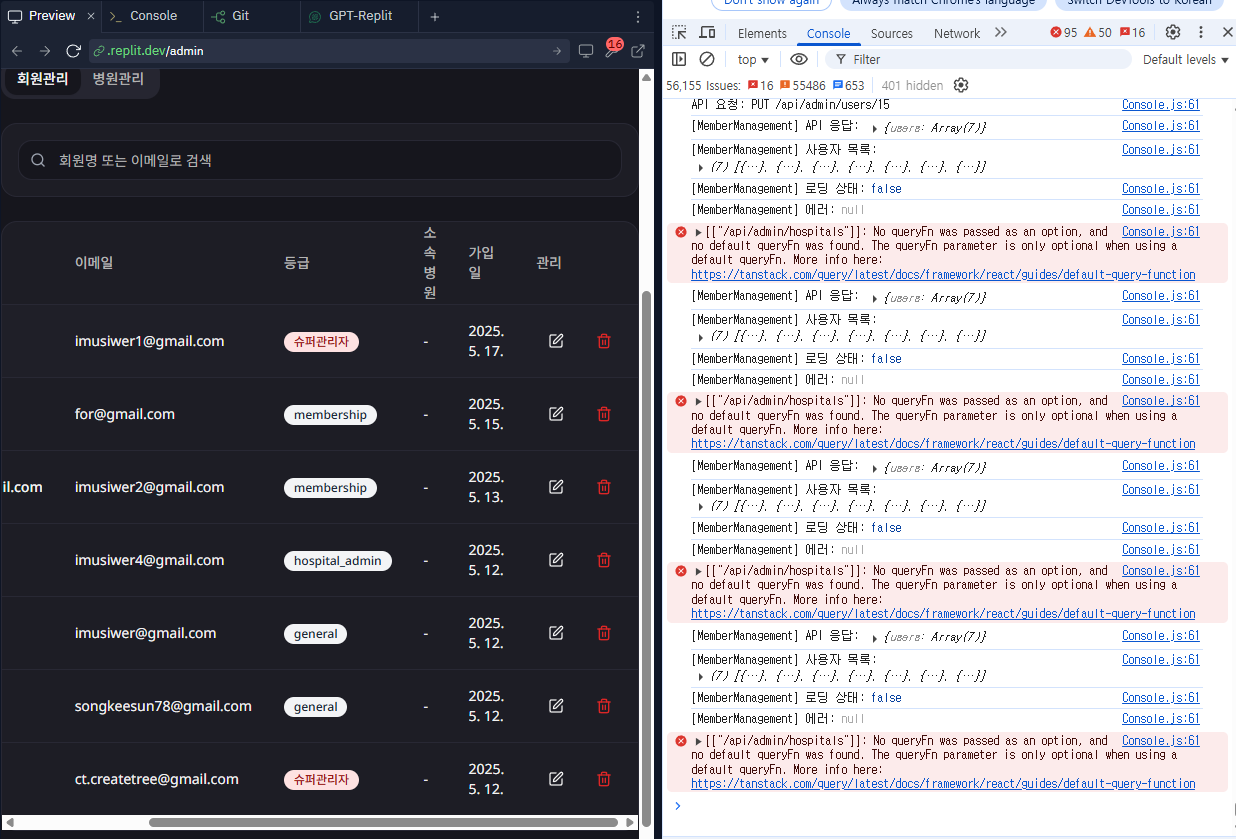 Preview
Console
Git
GPT-Replit
.replit.dev/admin
16
회원관리
병원관리
회원명 또는 이메일로 검색
이메일
등급
소속병원
가입일
관리
imusiwer1@gmail.com
슈퍼관리자
-
2025.
5. 17.
for@gmail.com
membership
-
2025.
5. 15.
il.com
imusiwer2@gmail.com
membership
-
2025.
5. 13.
imusiwer4@gmail.com
hospital_admin
-
2025.
5. 12.
imusiwer@gmail.com
general
-
2025.
5. 12.
songkeesun78@gmail.com
general
-
2025.
5. 12.
ct.createtree@gmail.com
슈퍼관리자
-
2025.
5. 12.
Don't show again
Always match Chrome's language
Switch DevTools to Korean
Elements
Console
Sources
Network
95
50
16
top
Filter
Default levels
56,155 Issues: 16 55486 653
401 hidden
API 요청: PUT /api/admin/users/15 Console.js:61
[MemberManagement] API 응답: {users: Array(7)} Console.js:61
[MemberManagement] 사용자 목록: Console.js:61
(7) [{…}, {…}, {…}, {…}, {…}, {…}, {…}]
[MemberManagement] 로딩 상태: false Console.js:61
[MemberManagement] 에러: null Console.js:61
[["/api/admin/hospitals"]]: No queryFn was passed as an option, and Console.js:61
no default queryFn was found. The queryFn parameter is only optional when using a
default queryFn. More info here:
https://tanstack.com/query/latest/docs/framework/react/guides/default-query-function
[MemberManagement] API 응답: {users: Array(7)} Console.js:61
[MemberManagement] 사용자 목록: Console.js:61
(7) [{…}, {…}, {…}, {…}, {…}, {…}, {…}]
[MemberManagement] 로딩 상태: false Console.js:61
[MemberManagement] 에러: null Console.js:61
[["/api/admin/hospitals"]]: No queryFn was passed as an option, and Console.js:61
no default queryFn was found. The queryFn parameter is only optional when using a
default queryFn. More info here:
https://tanstack.com/query/latest/docs/framework/react/guides/default-query-function
[MemberManagement] API 응답: {users: Array(7)} Console.js:61
[MemberManagement] 사용자 목록: Console.js:61
(7) [{…}, {…}, {…}, {…}, {…}, {…}, {…}]
[MemberManagement] 로딩 상태: false Console.js:61
[MemberManagement] 에러: null Console.js:61
[["/api/admin/hospitals"]]: No queryFn was passed as an option, and Console.js:61
no default queryFn was found. The queryFn parameter is only optional when using a
default queryFn. More info here:
https://tanstack.com/query/latest/docs/framework/react/guides/default-query-function
[MemberManagement] API 응답: {users: Array(7)} Console.js:61
[MemberManagement] 사용자 목록: Console.js:61
(7) [{…}, {…}, {…}, {…}, {…}, {…}, {…}]
[MemberManagement] 로딩 상태: false Console.js:61
[MemberManagement] 에러: null Console.js:61
[["/api/admin/hospitals"]]: No queryFn was passed as an option, and Console.js:61
no default queryFn was found. The queryFn parameter is only optional when using a
default queryFn. More info here:
https://tanstack.com/query/latest/docs/framework/react/guides/default-query-function